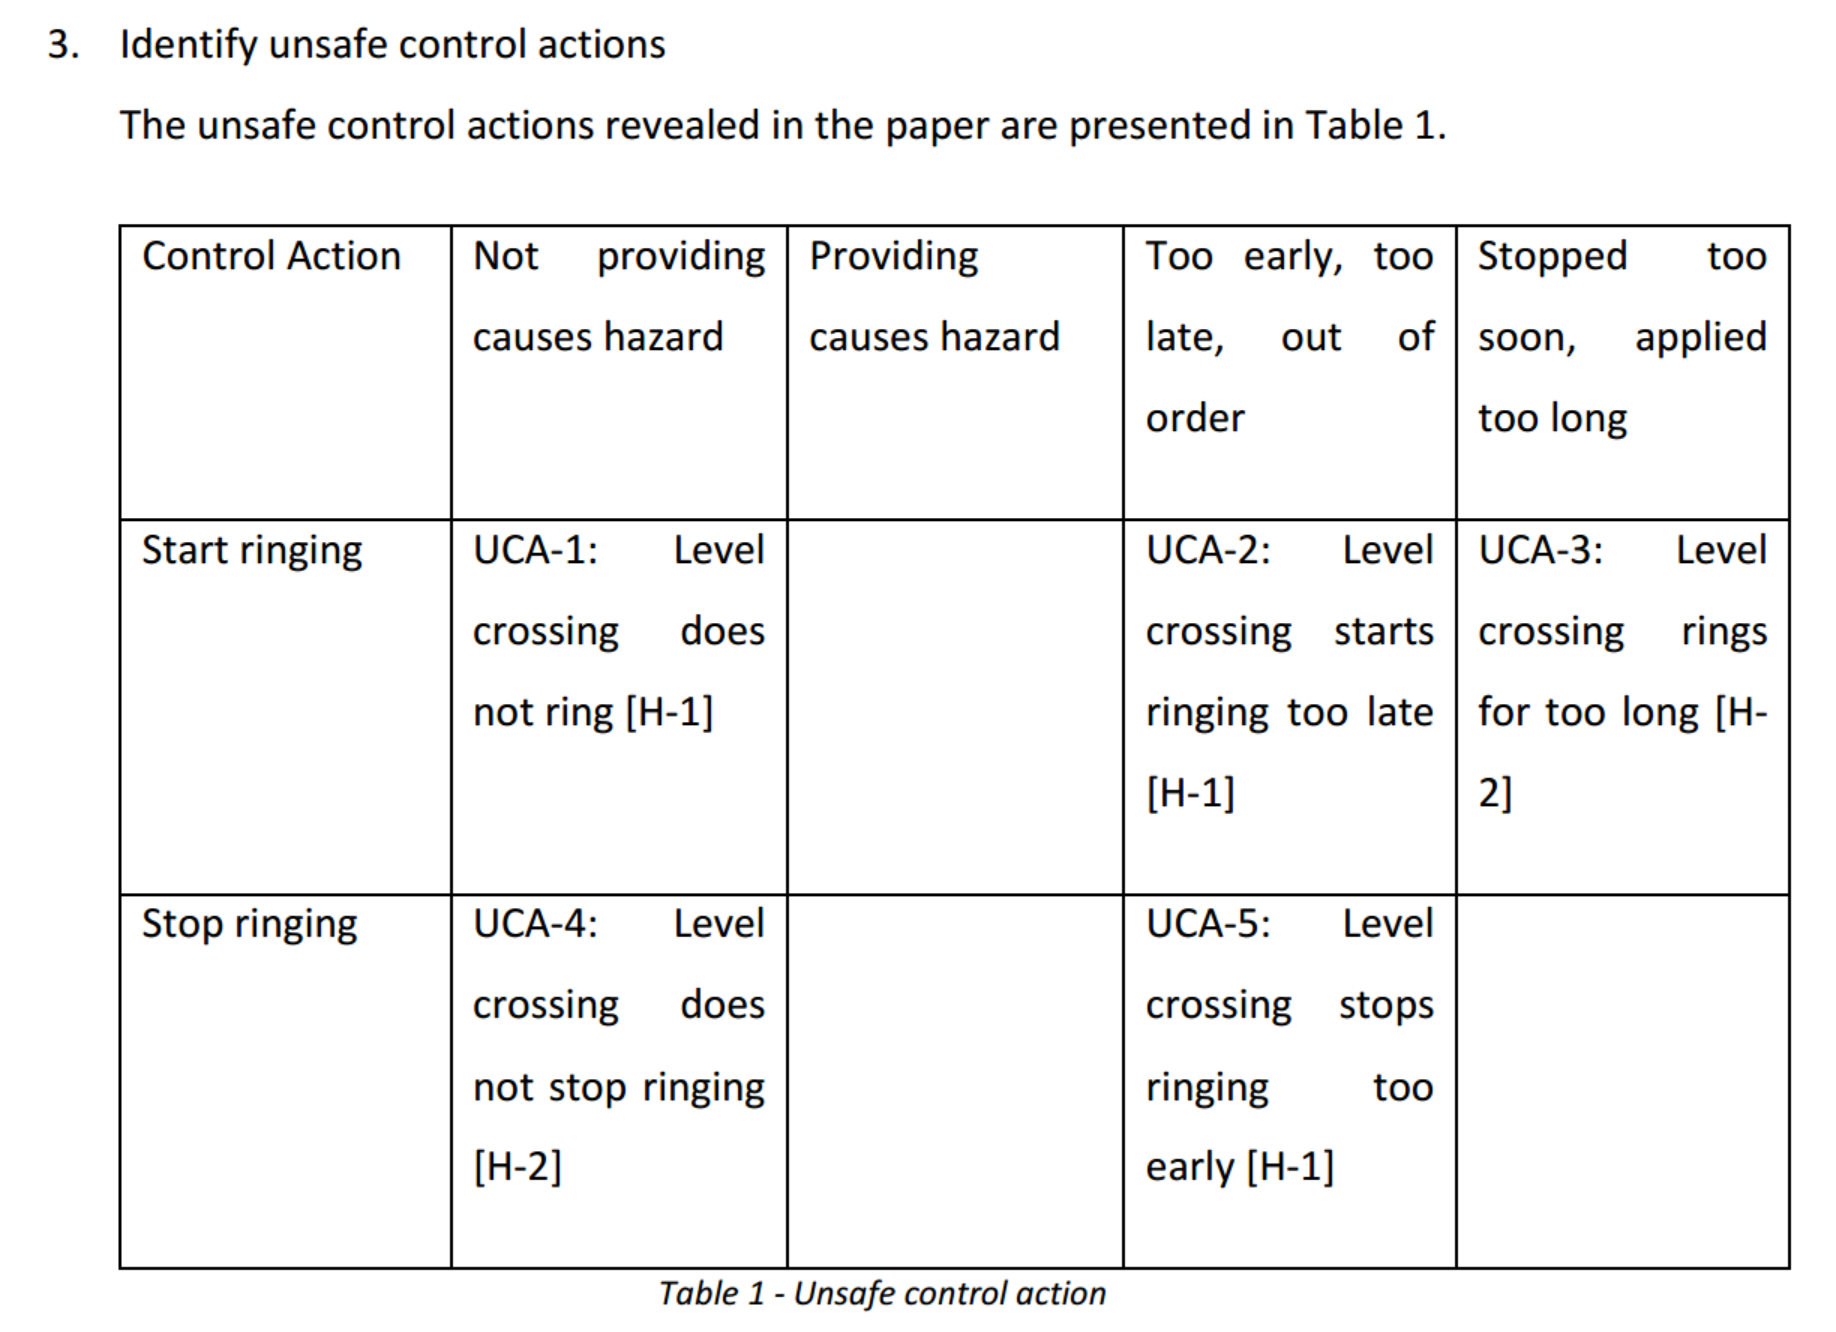 3. Identify unsafe control actions
The unsafe control actions revealed in the paper are presented in Table 1.
Control Action
Not providing
causes hazard
Providing
causes hazard
Too early, too
late, out of
order
Stopped too
soon, applied
too long
Start ringing
UCA-1: Level
crossing does
not ring [H-1]
UCA-2: Level
crossing starts
ringing too late
[H-1]
UCA-3: Level
crossing rings
for too long [H-
2]
Stop ringing
UCA-4: Level
crossing does
not stop ringing
[H-2]
UCA-5: Level
crossing stops
ringing too
early [H-1]
Table 1 - Unsafe control action